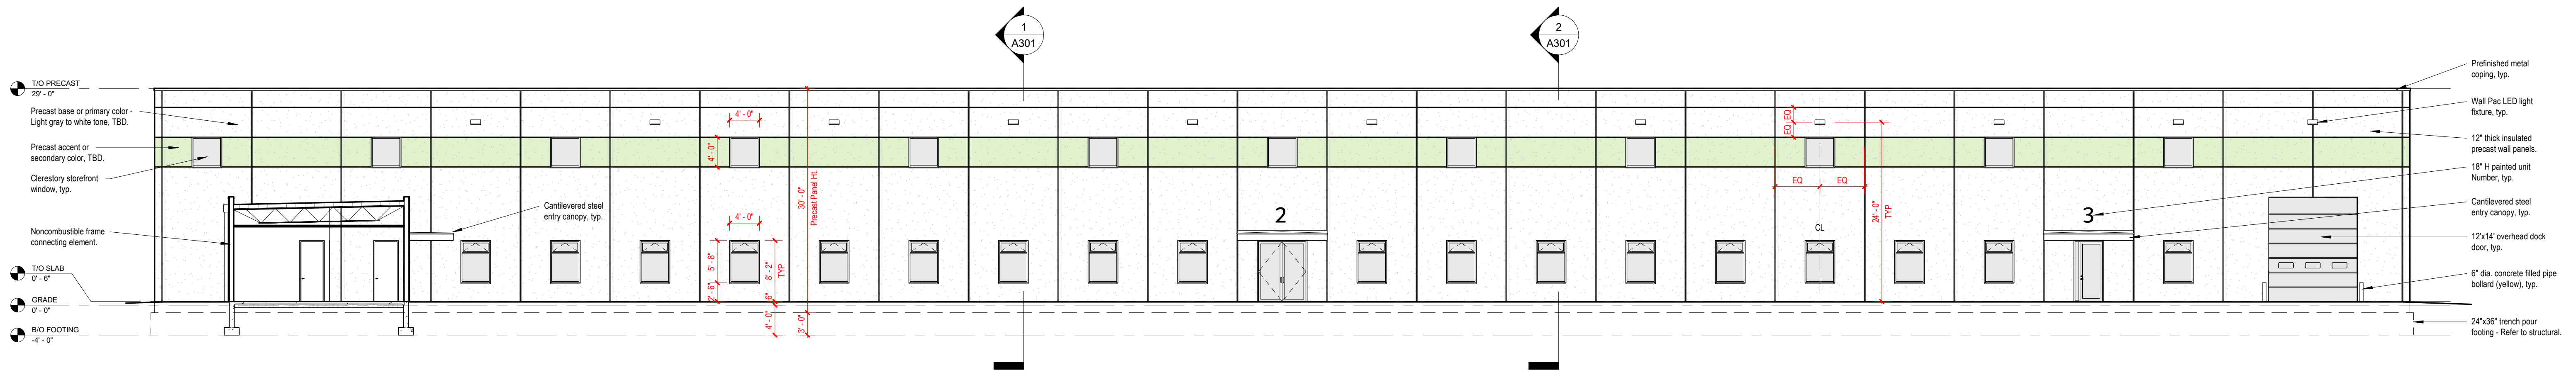 1
A301
2
A301
T/O PRECAST
29' - 0"
Precast base or primary color -
Light gray to white tone, TBD.
Precast accent or
secondary color, TBD.
Clerestory storefront
window, typ.
Noncombustible frame
connecting element.
T/O SLAB
0' - 6"
GRADE
0' - 0"
B/O FOOTING
-4' - 0"
Cantilevered steel
entry canopy, typ.
4' - 0"
4' - 0"
4' - 0"
5' - 8"
2' - 6"
8' - 2"
TYP
6"
4' - 0"
30' - 0"
Precast Panel Ht.
3' - 0"
2
EQ
EQ
EQ
EQ
CL
24' - 0"
TYP
3
Prefinished metal
coping, typ.
Wall Pac LED light
fixture, typ.
12" thick insulated
precast wall panels.
18" H painted unit
Number, typ.
Cantilevered steel
entry canopy, typ.
12'x14' overhead dock
door, typ.
6" dia. concrete filled pipe
bollard (yellow), typ.
24"x36" trench pour
footing - Refer to structural.